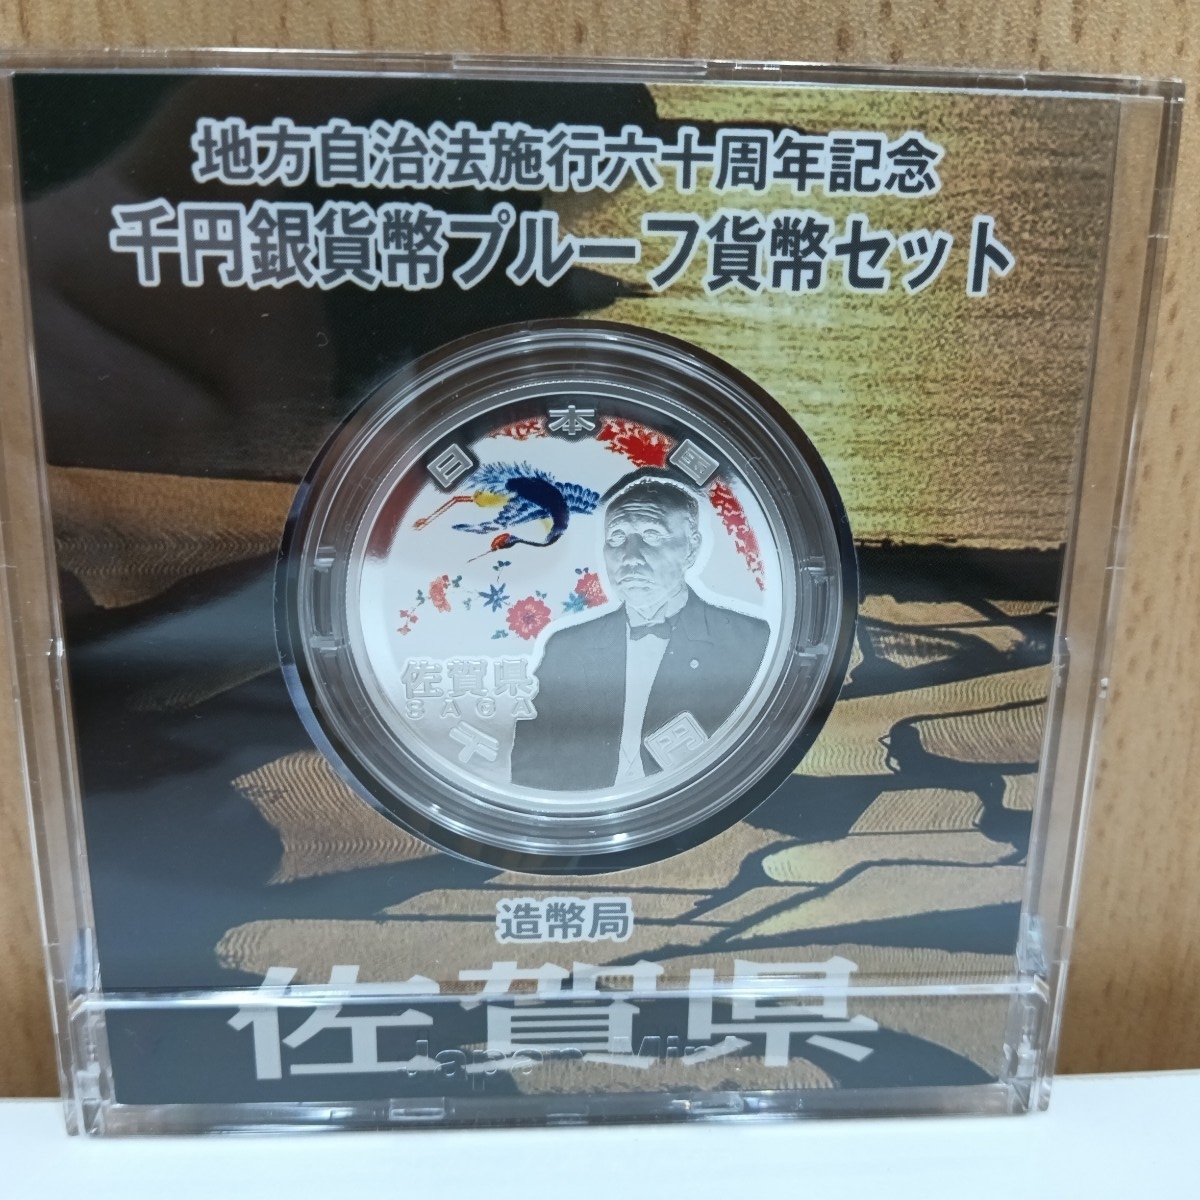 地方自治法施行六十周年記念
千円銀貨幣プルーフ貨幣セット
日本国
佐賀県
SAGA
千円
造幣局
佐賀県
Japan Mint